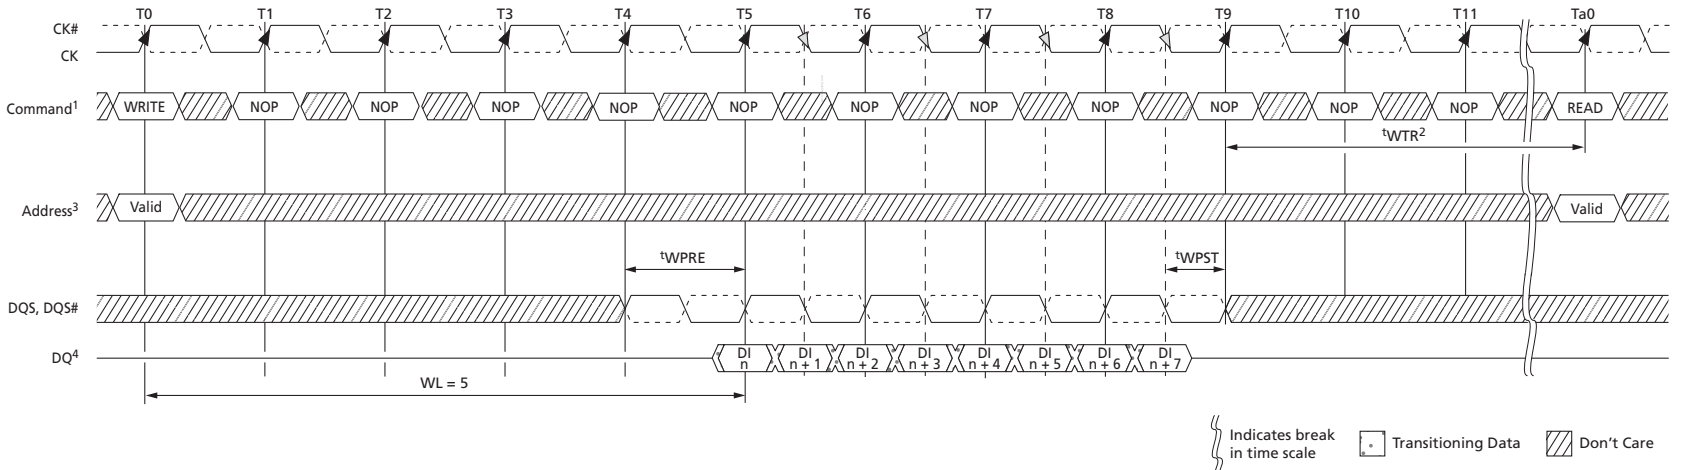 T0 T1 T2 T3 T4 T5 T6 T7 T8 T9 T10 T11 Ta0
CK#
CK
Command1 WRITE NOP NOP NOP NOP NOP NOP NOP NOP NOP NOP NOP READ
tWTR2
Address3 Valid Valid
tWPRE tWPST
DQS, DQS#
DQ4 DI n DI n + 1 DI n + 2 DI n + 3 DI n + 4 DI n + 5 DI n + 6 DI n + 7
WL = 5
Indicates break in time scale
Transitioning Data
Don't Care